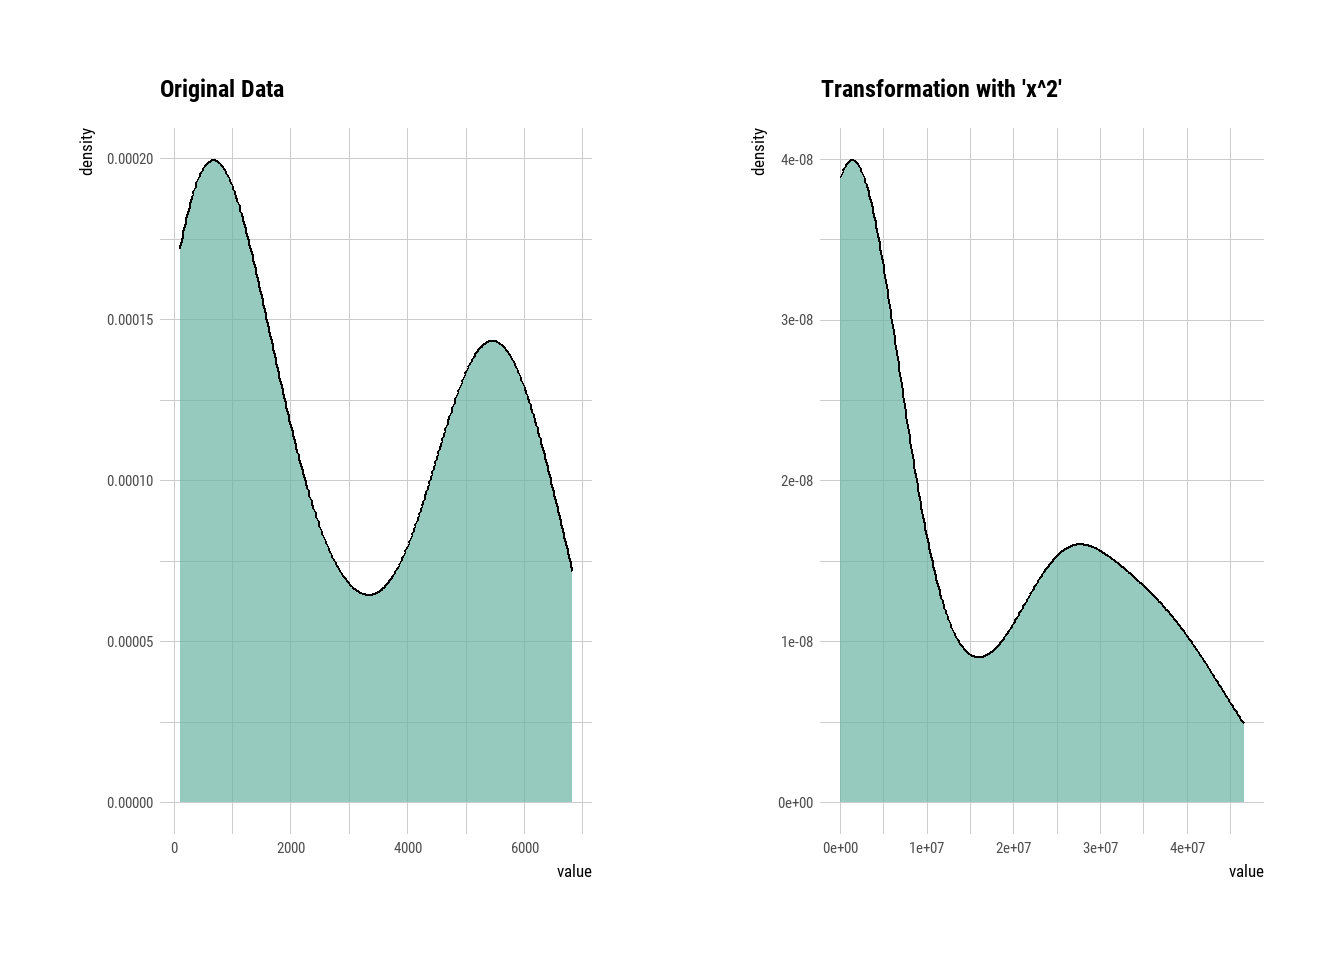 Original Data
density
0.00020
0.00015
0.00010
0.00005
0.00000
0 2000 4000 6000
value
Transformation with 'x^2'
density
4e-08
3e-08
2e-08
1e-08
0e+00
0e+00 1e+07 2e+07 3e+07 4e+07
value